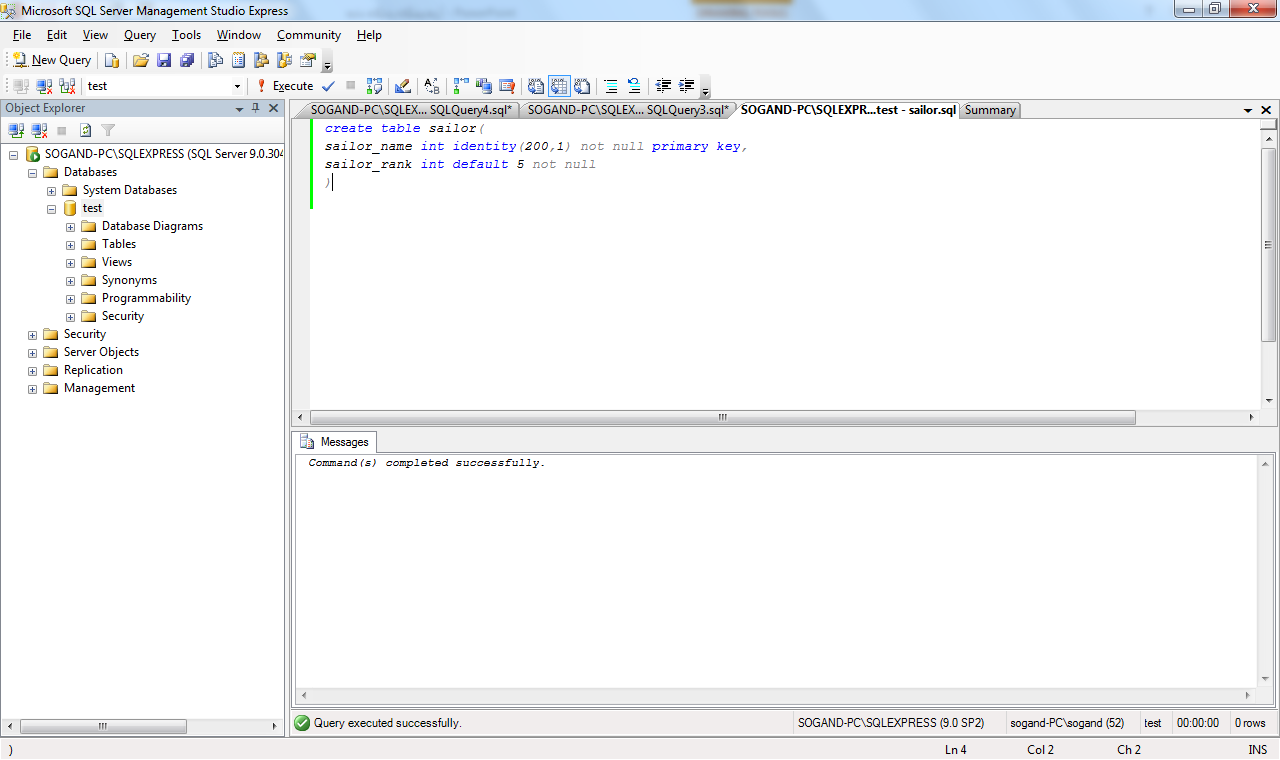 Microsoft SQL Server Management Studio Express
File Edit View Query Tools Window Community Help
New Query
test Execute
Object Explorer
SOGAND-PC\SQLEX... SQLQuery4.sql* SOGAND-PC\SQLEX... SQLQuery3.sql* SOGAND-PC\SQLEXPR...test - sailor.sql Summary
SOGAND-PC\SQLEXPRESS (SQL Server 9.0.304
Databases
System Databases
test
Database Diagrams
Tables
Views
Synonyms
Programmability
Security
Security
Server Objects
Replication
Management
create table sailor(
sailor_name int identity(200,1) not null primary key,
sailor_rank int default 5 not null
)
Messages
Command(s) completed successfully.
Query executed successfully. SOGAND-PC\SQLEXPRESS (9.0 SP2) sogand-PC\sogand (52) test 00:00:00 0 rows
) Ln 4 Col 2 Ch 2 INS